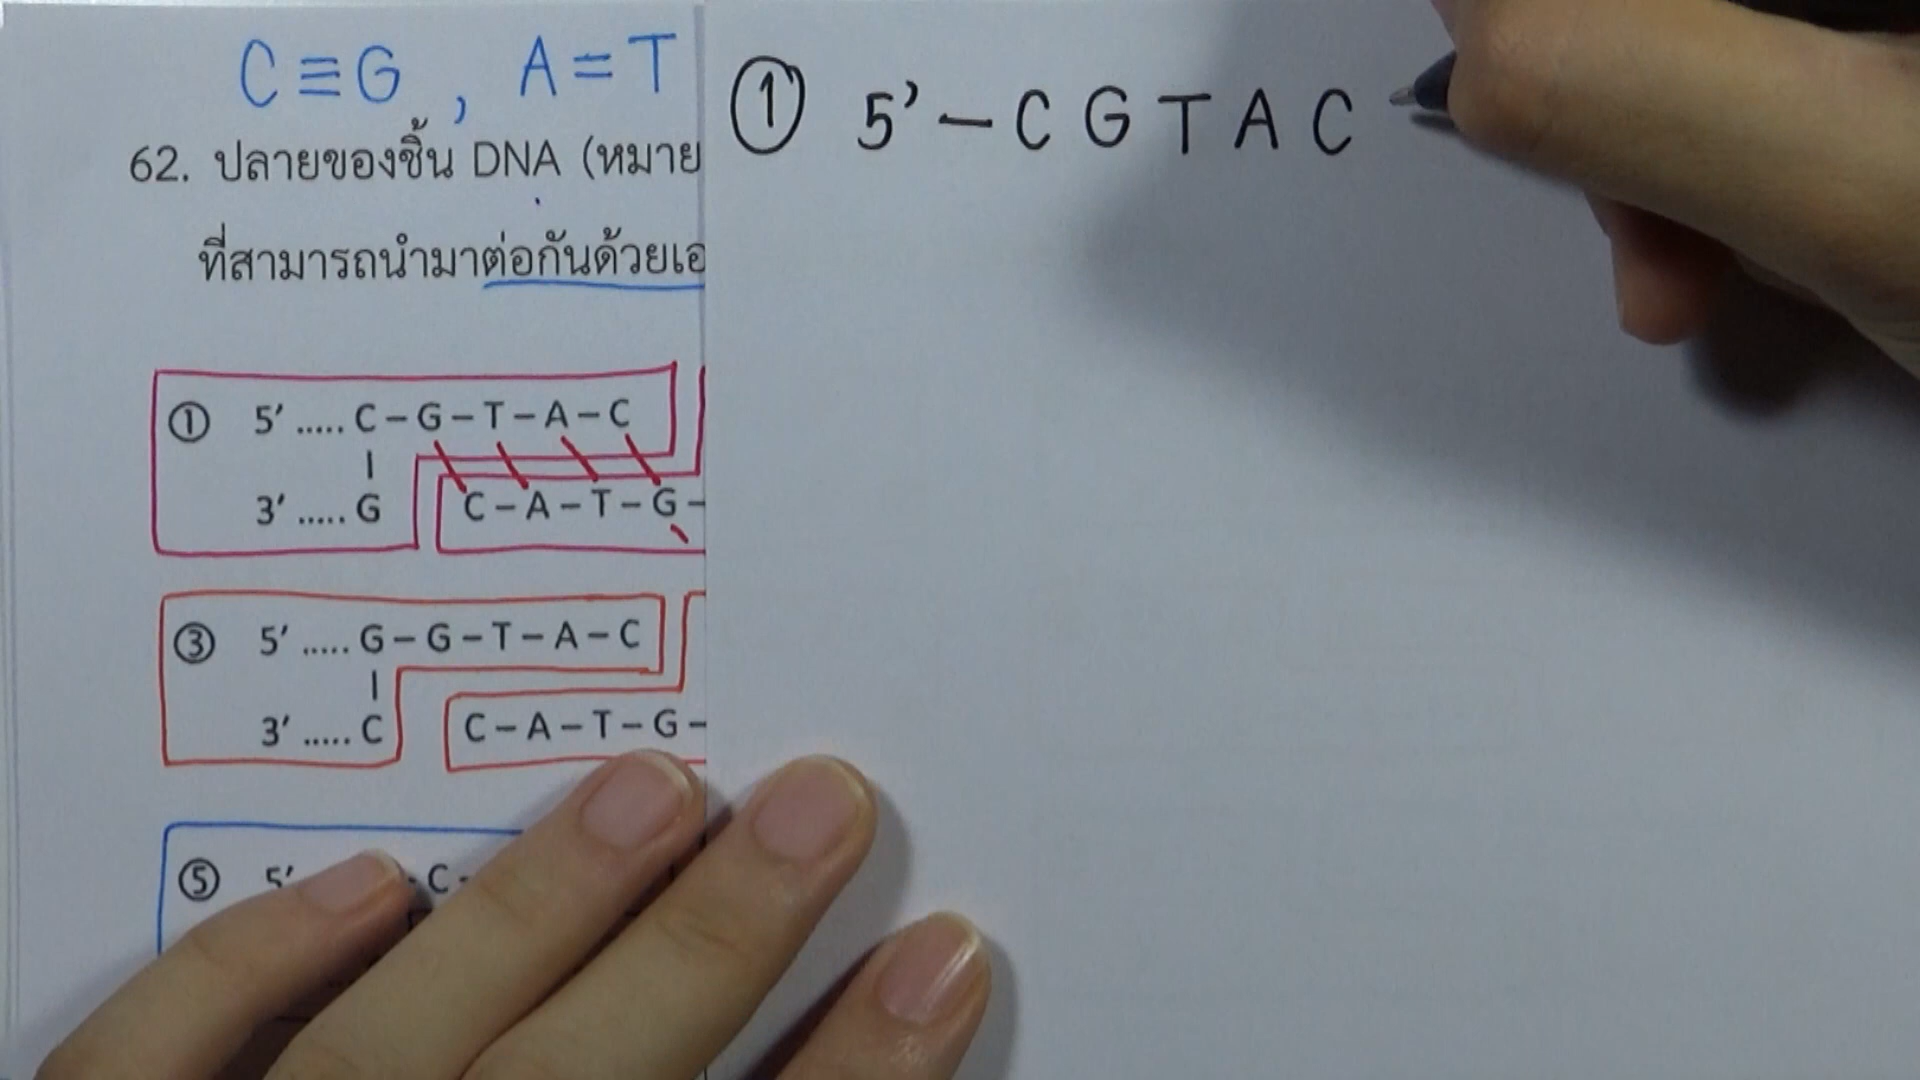 C≡G , A=T
62. ปลายของชิ้น DNA (หมาย
ที่สามารถนำมาต่อกันด้วยเอ
① 5′ ..... C – G – T – A – C
|
3′ ..... G C – A – T – G –
③ 5′ ..... G – G – T – A – C
|
3′ ..... C C – A – T – G –
⑤ 5′ - C -
① 5’ – C G T A C